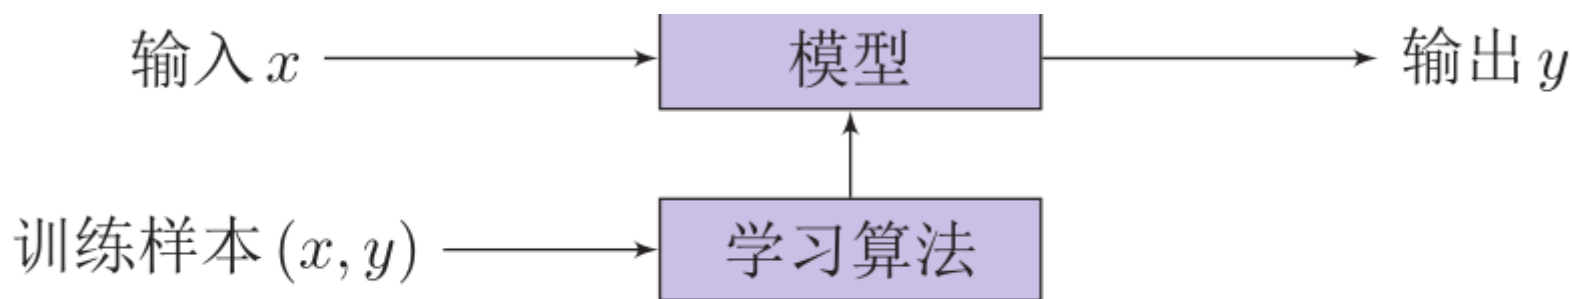 输入 x 模型 输出 y
训练样本 (x, y) 学习算法